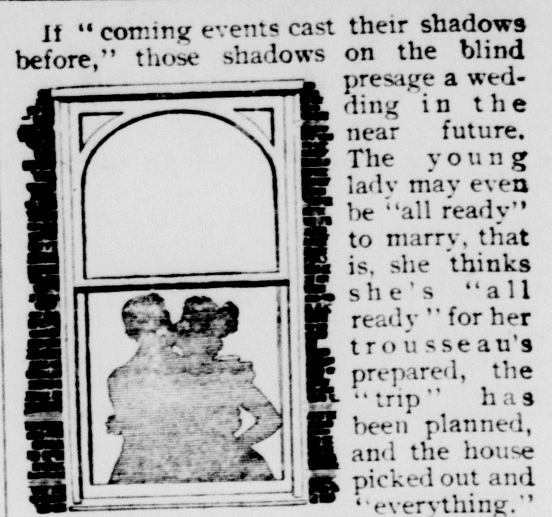 If "coming events cast their shadows
before," those shadows on the blind
presage a wed-
ding in the
near future.
The young
lady may even
be "all ready"
to marry, that
is, she thinks
she's "all
ready" for her
trousseau's
prepared, the
"trip" has
been planned,
and the house
picked out and
"everything."